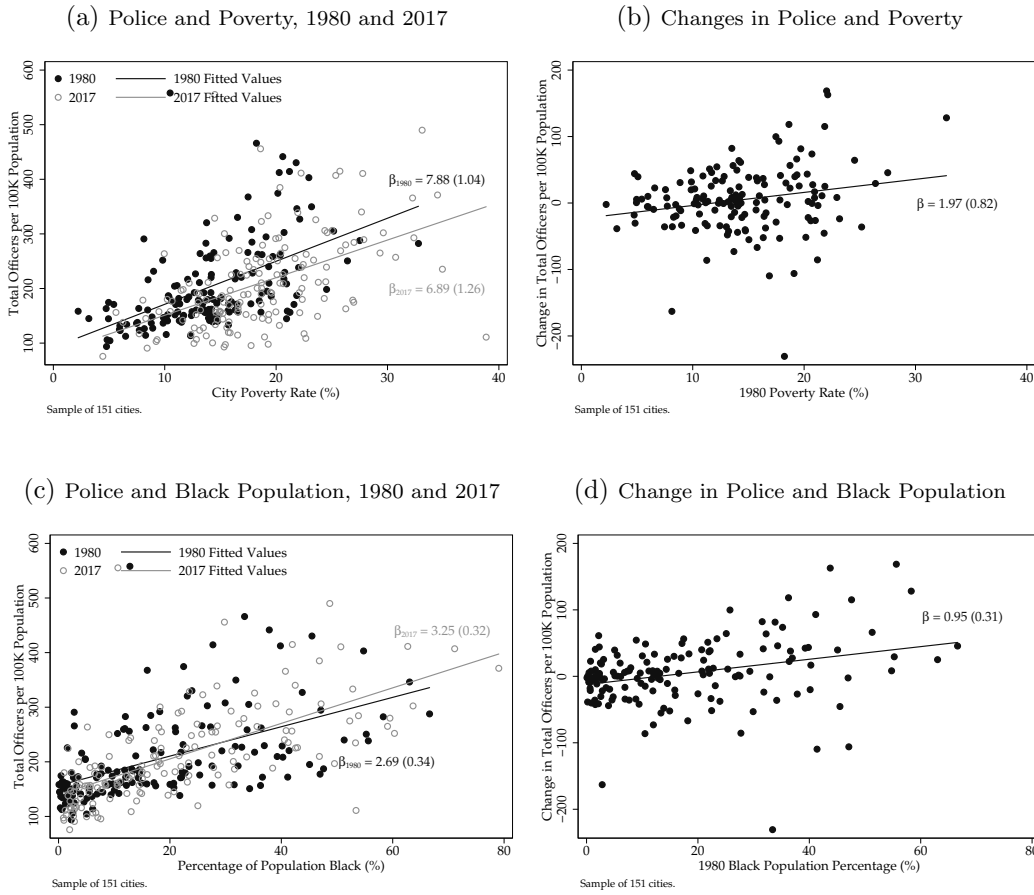 (a) Police and Poverty, 1980 and 2017
Total Officers per 100K Population
600
500
400
300
200
100
1980
1980 Fitted Values
2017
2017 Fitted Values
β1980 = 7.88 (1.04)
β2017 = 6.89 (1.26)
0 10 20 30 40
City Poverty Rate (%)
Sample of 151 cities.
(b) Changes in Police and Poverty
Change in Total Officers per 100K Population
200
100
0
−100
−200
β = 1.97 (0.82)
0 10 20 30 40
1980 Poverty Rate (%)
Sample of 151 cities.
(c) Police and Black Population, 1980 and 2017
Total Officers per 100K Population
600
500
400
300
200
100
1980
1980 Fitted Values
2017
2017 Fitted Values
β2017 = 3.25 (0.32)
β1980 = 2.69 (0.34)
0 20 40 60 80
Percentage of Population Black (%)
Sample of 151 cities.
(d) Change in Police and Black Population
Change in Total Officers per 100K Population
200
100
0
−100
−200
β = 0.95 (0.31)
0 20 40 60 80
1980 Black Population Percentage (%)
Sample of 151 cities.